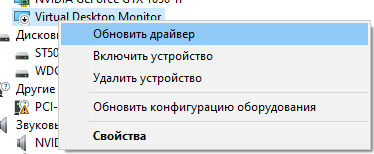 NVIDIA GeForce GTX 1050 Ti
Virtual Desktop Monitor
Дисковы
Обновить драйвер
ST50
Включить устройство
WDC
Удалить устройство
Другие
PCI-
Обновить конфигурацию оборудования
Звуковы
NVID
Свойства